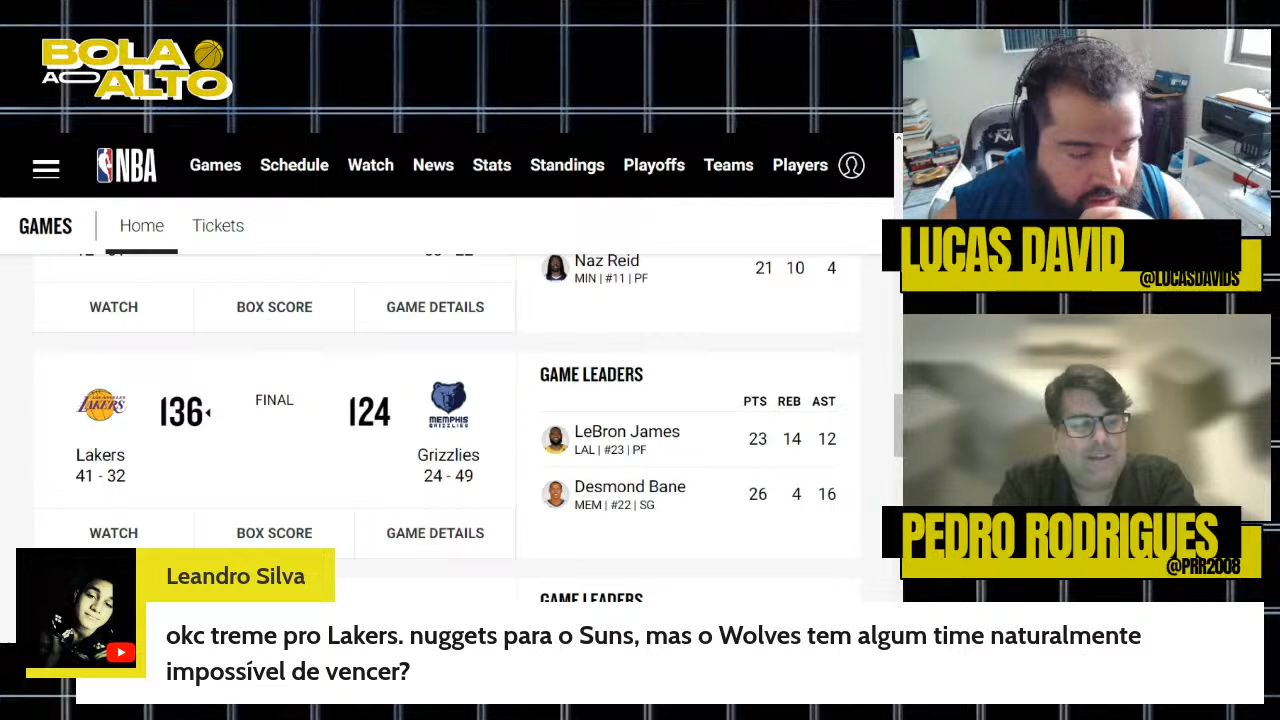 BOLA
AO ALTO
NBA
Games Schedule Watch News Stats Standings Playoffs Teams Players
GAMES Home Tickets
Naz Reid 21 10 4
MIN | #11 | PF
WATCH BOX SCORE GAME DETAILS
GAME LEADERS
PTS REB AST
LAKERS 136 FINAL 124 MEMPHIS GRIZZLIES
Lakers Grizzlies
41 - 32 24 - 49
LeBron James 23 14 12
LAL | #23 | PF
Desmond Bane 26 4 16
MEM | #22 | SG
WATCH BOX SCORE GAME DETAILS
GAME LEADERS
LUCAS DAVID
@LUCASDAVIDS
PEDRO RODRIGUES
@PRR2008
Leandro Silva
okc treme pro Lakers. nuggets para o Suns, mas o Wolves tem algum time naturalmente
impossível de vencer?